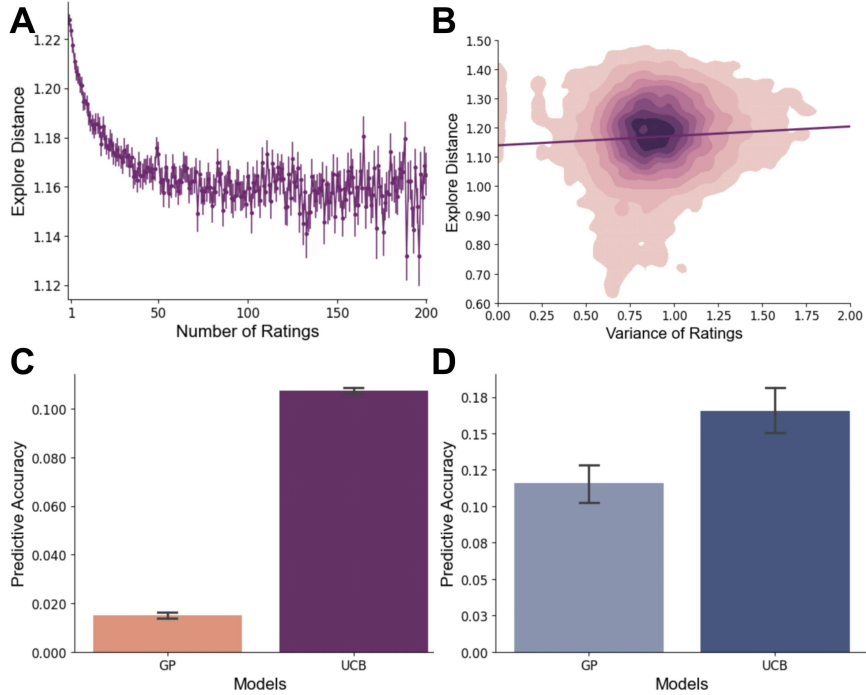 A
1.22
1.20
1.18
1.16
1.14
1.12
Explore Distance
1
50
100
150
200
Number of Ratings
B
1.50
1.40
1.30
1.20
1.10
1.00
0.90
0.80
0.70
0.60
Explore Distance
0.00
0.25
0.50
0.75
1.00
1.25
1.50
1.75
2.00
Variance of Ratings
C
0.100
0.080
0.060
0.040
0.020
0.000
Predictive Accuracy
GP
UCB
Models
D
0.18
0.15
0.12
0.10
0.08
0.05
0.03
0.00
Predictive Accuracy
GP
UCB
Models